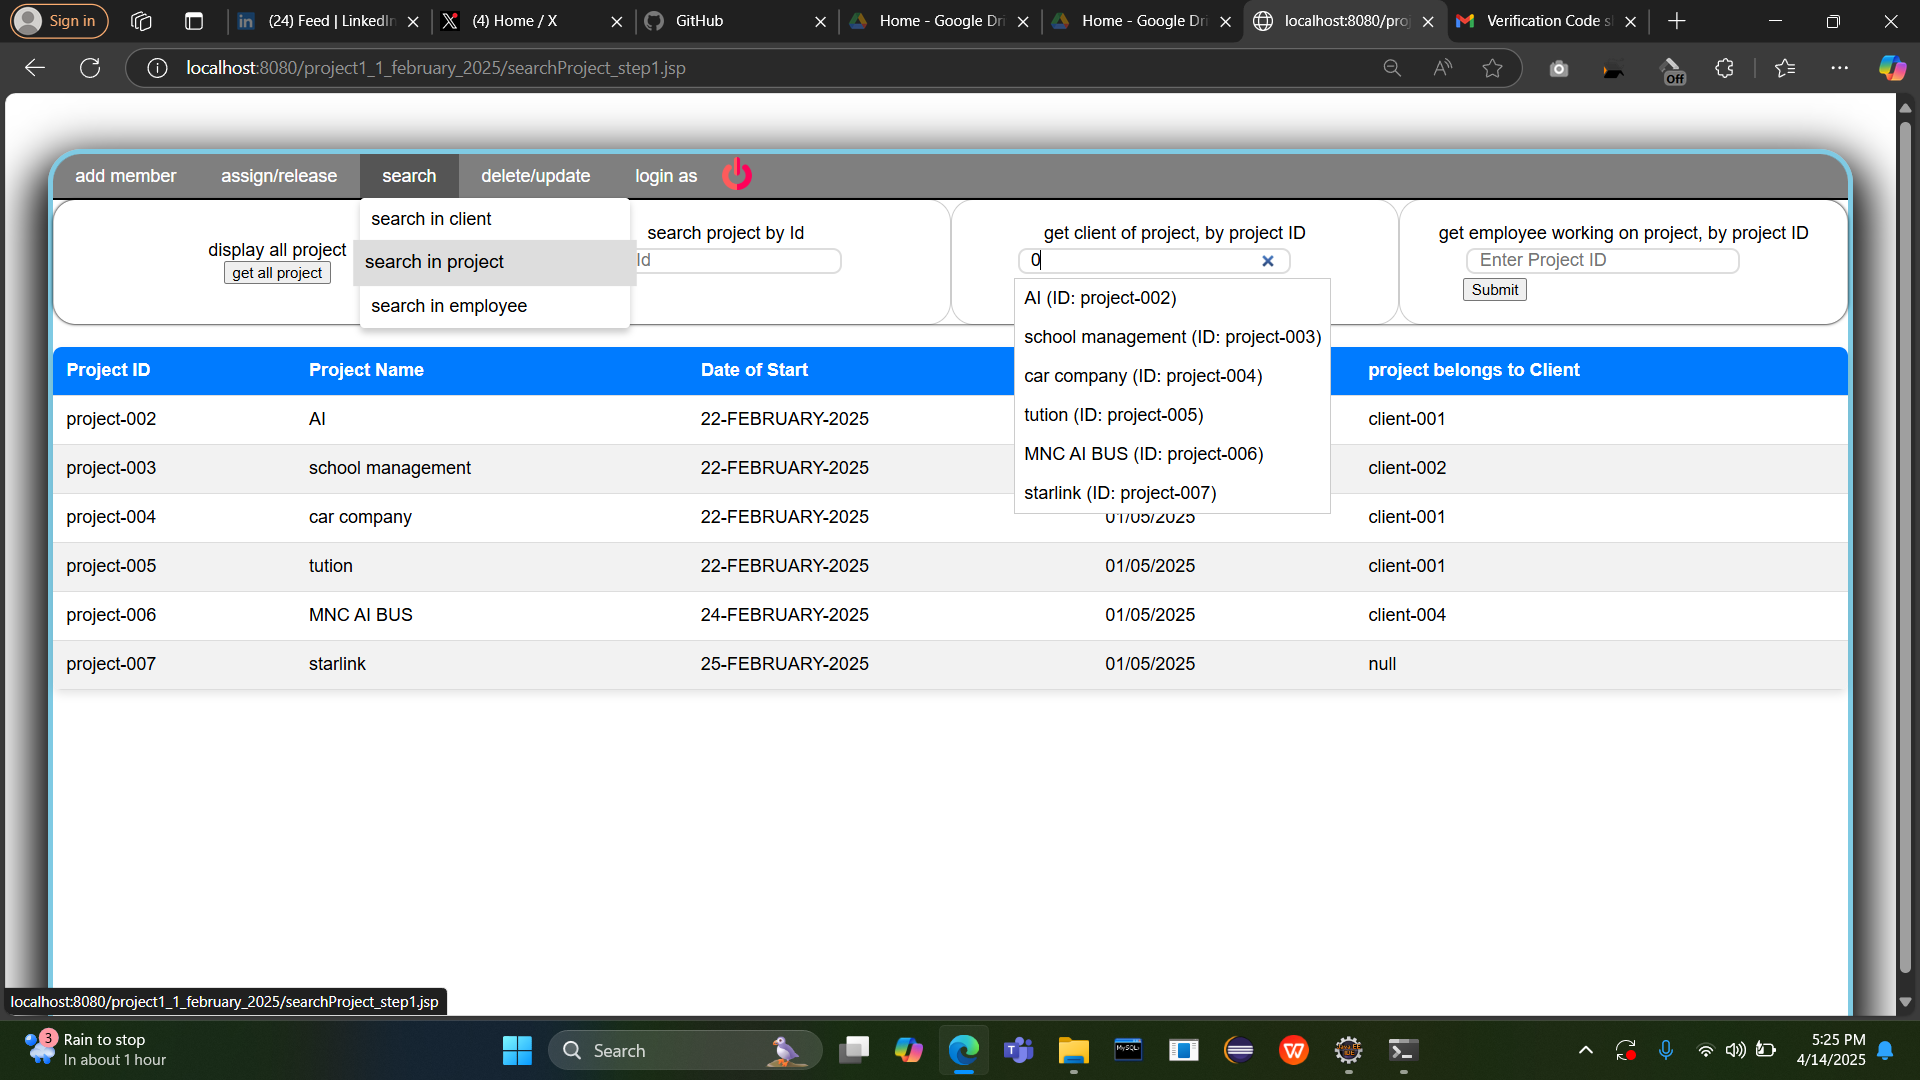 Sign in
(24) Feed | LinkedIn
(4) Home / X
GitHub
Home - Google Dri
Home - Google Dri
localhost:8080/proj
Verification Code s
localhost:8080/project1_1_february_2025/searchProject_step1.jsp
Off
add member
assign/release
search
delete/update
login as
search in client
search in project
search in employee
display all project
get all project
search project by Id
Id
get client of project, by project ID
0
AI (ID: project-002)
school management (ID: project-003)
car company (ID: project-004)
tution (ID: project-005)
MNC AI BUS (ID: project-006)
starlink (ID: project-007)
get employee working on project, by project ID
Enter Project ID
Submit
Project ID Project Name Date of Start project belongs to Client
project-002 AI 22-FEBRUARY-2025 client-001
project-003 school management 22-FEBRUARY-2025 client-002
project-004 car company 22-FEBRUARY-2025 01/05/2025 client-001
project-005 tution 22-FEBRUARY-2025 01/05/2025 client-001
project-006 MNC AI BUS 24-FEBRUARY-2025 01/05/2025 client-004
project-007 starlink 25-FEBRUARY-2025 01/05/2025 null
localhost:8080/project1_1_february_2025/searchProject_step1.jsp
3
Rain to stop
In about 1 hour
Search
MySQL
5:25 PM
4/14/2025